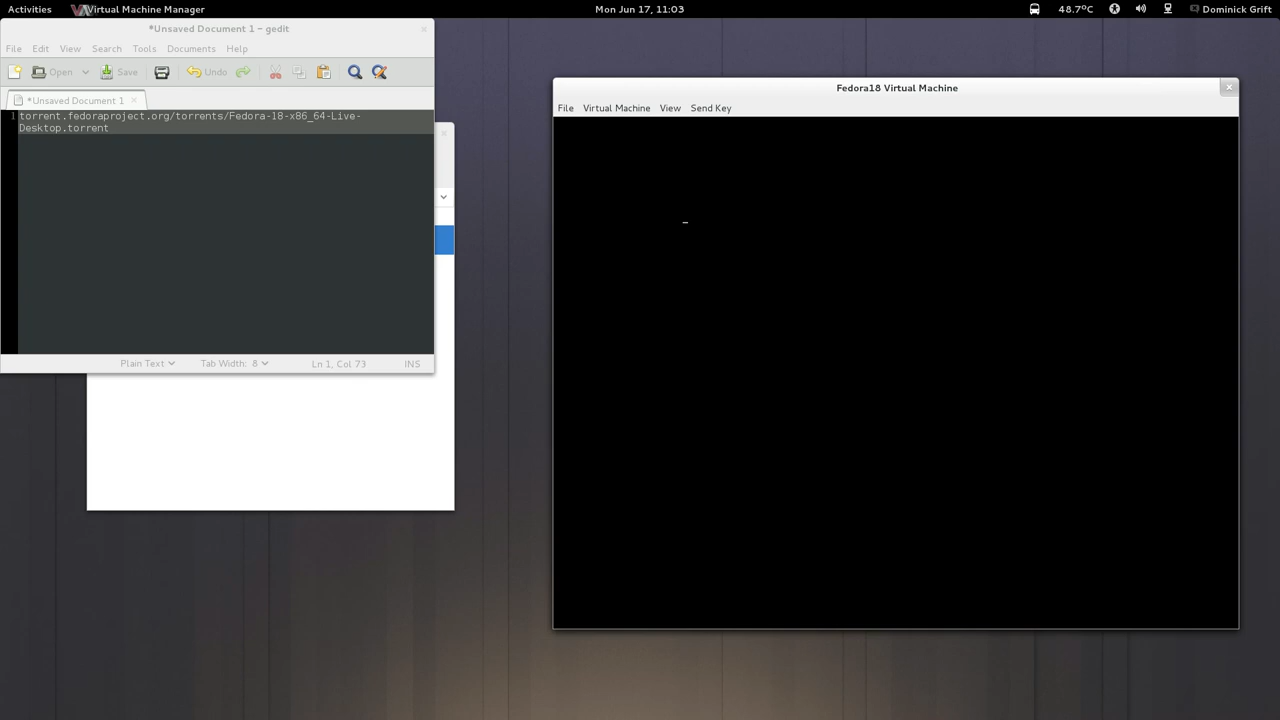 Activities Virtual Machine Manager Mon Jun 17, 11:03 48.7°C Dominick Grift
*Unsaved Document 1 - gedit
File Edit View Search Tools Documents Help
Open Save Undo
*Unsaved Document 1
1 torrent.fedoraproject.org/torrents/Fedora-18-x86_64-Live-
Desktop.torrent
Plain Text Tab Width: 8 Ln 1, Col 73 INS
Fedora18 Virtual Machine
File Virtual Machine View Send Key
_